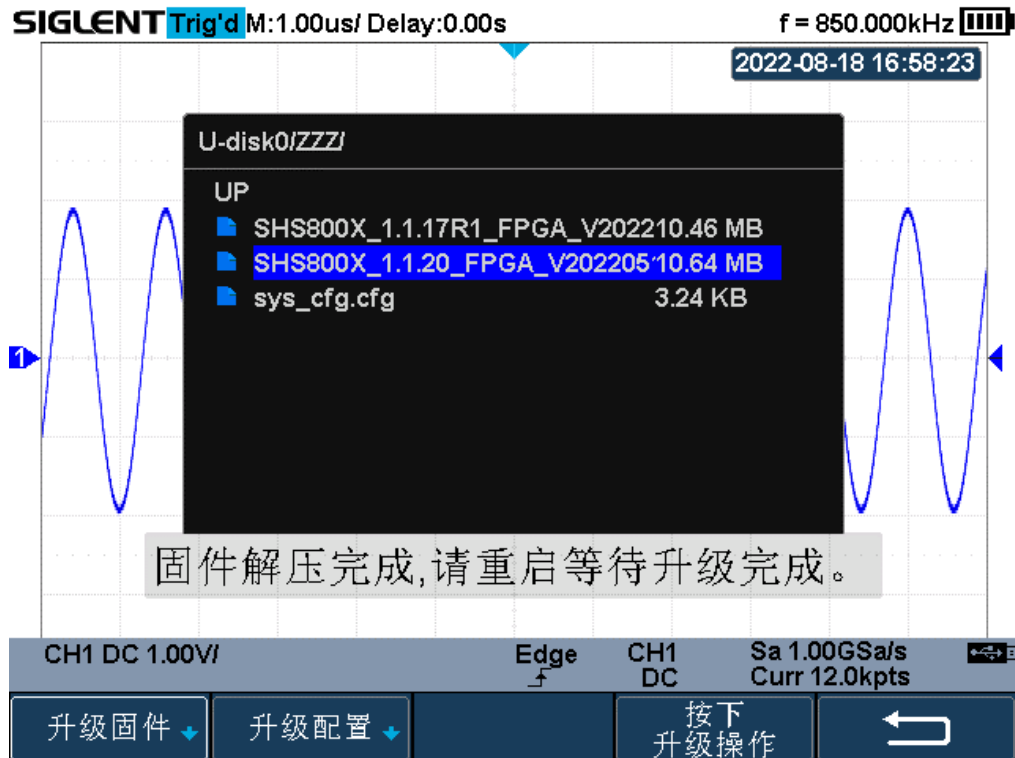 SIGLENT Trig'd M:1.00us/ Delay:0.00s f = 850.000kHz
2022-08-18 16:58:23
U-disk0/ZZZ/
UP
SHS800X_1.1.17R1_FPGA_V202210.46 MB
SHS800X_1.1.20_FPGA_V20220510.64 MB
sys_cfg.cfg 3.24 KB
1
固件解压完成,请重启等待升级完成。
CH1 DC 1.00V/ Edge CH1 Sa 1.00GSa/s
DC Curr 12.0kpts
升级固件 升级配置 按下
升级操作